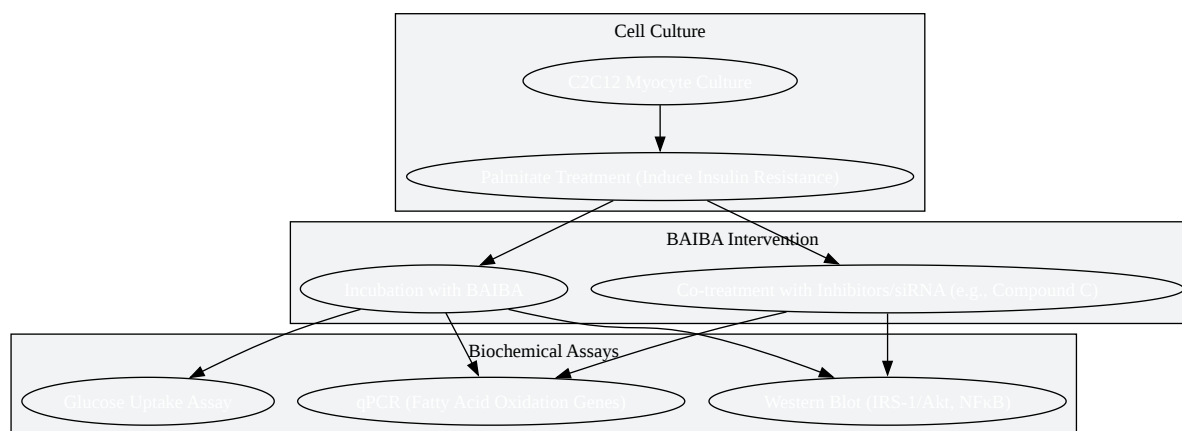 Cell Culture
C2C12 Myocyte Culture
Palmitate Treatment (Induce Insulin Resistance)
BAIBA Intervention
Incubation with BAIBA
Co-treatment with Inhibitors/siRNA (e.g., Compound C)
Biochemical Assays
Glucose Uptake Assay
qPCR (Fatty Acid Oxidation Genes)
Western Blot (IRS-1/Akt, NFκB)